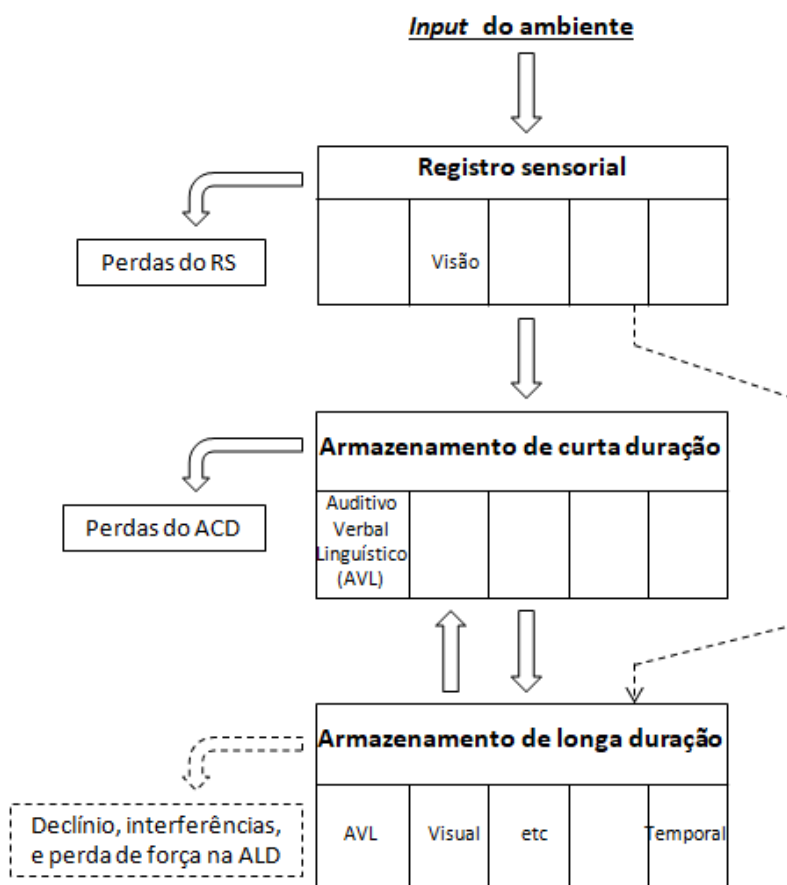 Input do ambiente
Registro sensorial
Visão
Perdas do RS
Armazenamento de curta duração
Auditivo
Verbal
Linguístico
(AVL)
Perdas do ACD
Armazenamento de longa duração
AVL
Visual
etc
Temporal
Declínio, interferências,
e perda de força na ALD